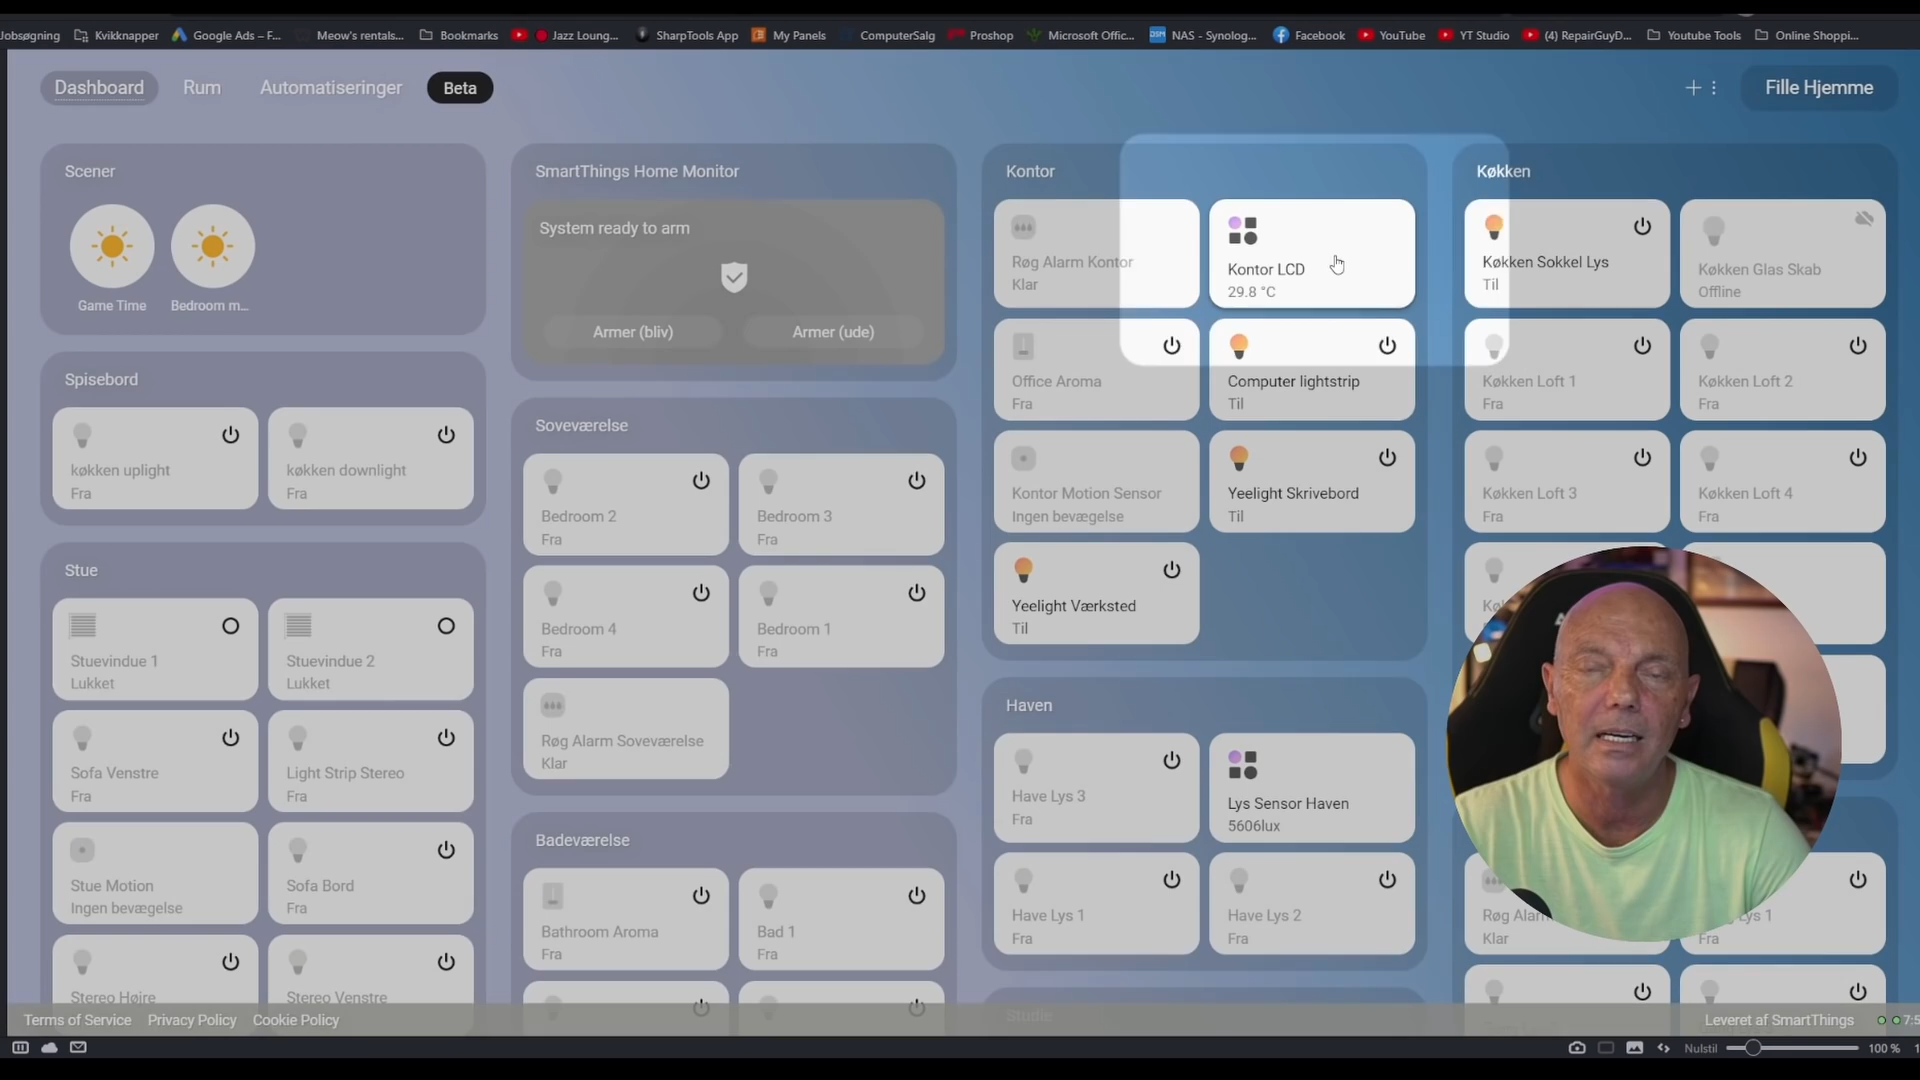 Jobsøgning
Kvikknapper
Google Ads – F...
Meow's rentals...
Bookmarks
Jazz Loung...
SharpTools App
My Panels
ComputerSalg
Proshop
Microsoft Offic...
NAS - Synolog...
Facebook
YouTube
YT Studio
(4) RepairGuyD...
Youtube Tools
Online Shoppi...
Dashboard
Rum
Automatiseringer
Beta
Fille Hjemme
Scener
Game Time
Bedroom m...
Spisebord
køkken uplight
Fra
køkken downlight
Fra
Stue
Stuevindue 1
Lukket
Stuevindue 2
Lukket
Sofa Venstre
Fra
Light Strip Stereo
Fra
Stue Motion
Ingen bevægelse
Sofa Bord
Fra
Stereo Højre
Stereo Venstre
SmartThings Home Monitor
System ready to arm
Armer (bliv)
Armer (ude)
Soveværelse
Bedroom 2
Fra
Bedroom 3
Fra
Bedroom 4
Fra
Bedroom 1
Fra
Røg Alarm Soveværelse
Klar
Badeværelse
Bathroom Aroma
Fra
Bad 1
Fra
Kontor
Røg Alarm Kontor
Klar
Kontor LCD
29.8 °C
Office Aroma
Fra
Computer lightstrip
Til
Kontor Motion Sensor
Ingen bevægelse
Yeelight Skrivebord
Til
Yeelight Værksted
Til
Haven
Have Lys 3
Fra
Lys Sensor Haven
5606lux
Have Lys 1
Fra
Have Lys 2
Fra
Studie
Køkken
Køkken Sokkel Lys
Til
Køkken Glas Skab
Offline
Køkken Loft 1
Fra
Køkken Loft 2
Fra
Køkken Loft 3
Fra
Køkken Loft 4
Fra
Røg Alarm
Klar
Lys 1
Fra
Terms of Service
Privacy Policy
Cookie Policy
Leveret af SmartThings
Nulstil
100 %